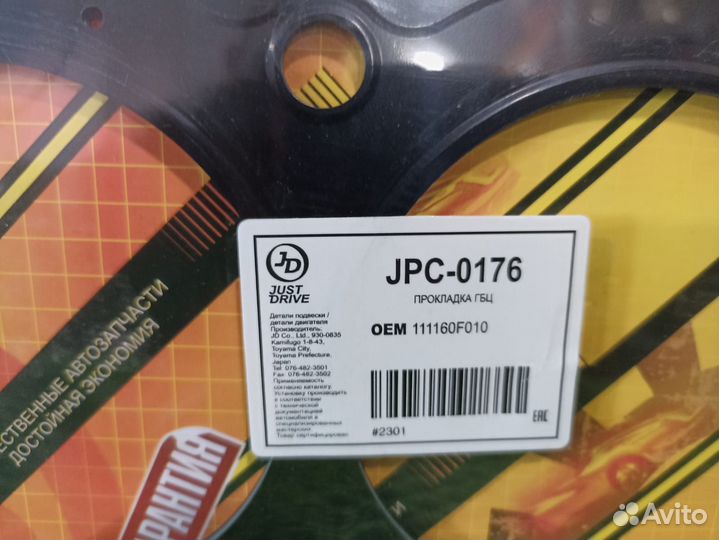 JD
JUST
DRIVE
JPC-0176
ПРОКЛАДКА ГБЦ
OEM 111160F010
Детали подвески /
детали двигателя
Производитель:
JD Co., Ltd., 930-0835
Kamifugo 1-8-43,
Toyama City,
Toyama Prefecture,
Japan
Tel: 076-482-3501
Fax: 076-482-3502
Применяемость
согласно каталогу.
Установку производить
в соответствии
с технической
документацией
автомобиля в
специализированных
мастерских
Товар сертифицирован
#2301
EAC
ЕСТВЕННЫЕ АВТОЗАПЧАСТИ
ДОСТОЙНАЯ ЭКОНОМИЯ
АРАНТИЯ
И
Avito